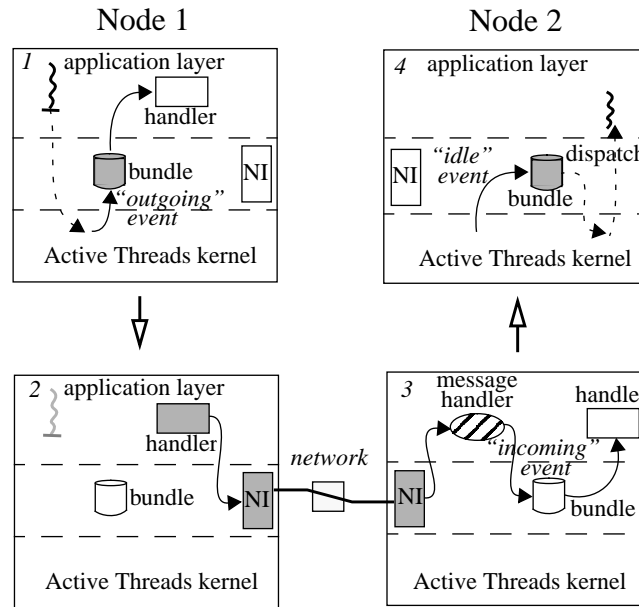 Node 1
Node 2
1
application layer
handler
bundle
NI
“outgoing”
event
Active Threads kernel
4
application layer
“idle”
event
dispatch
NI
bundle
Active Threads kernel
2
application layer
handler
bundle
NI
Active Threads kernel
network
3
message
handler
handle
“incoming”
event
NI
bundle
Active Threads kernel